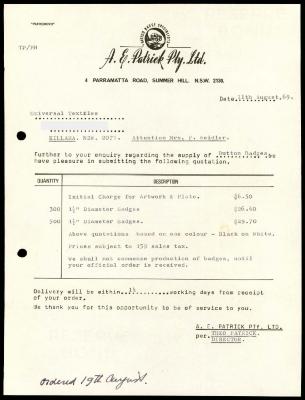 "PATRIMOVO"
TP/PH
A. E. Patrick Pty. Ltd.
4 PARRAMATTA ROAD, SUMMER HILL. N.S.W. 2130.
Date. 11th August, 69.
Universal Textiles
KILLARA. NSW. 2071. Attention Mrs. P. Seidler.
Further to your enquiry regarding the supply of Button Badges, we
have pleasure in submitting the following quotation.
QUANTITY DESCRIPTION
Initial Charge for Artwork & Plate. $6.50
300 1½" Diameter Badges $26.40
500 1½" Diameter Badges. $29.70
Above quotations based on one colour - Black on White.
Prices subject to 15% sales tax.
We shall not commence production of badges, until
your official order is received.
Delivery will be within 14 working days from receipt
of your order.
We thank you for this opportunity to be of service to you.
A. E. PATRICK PTY. LTD.
per. THEO PATRICK.
DIRECTOR.
Ordered 19th August.